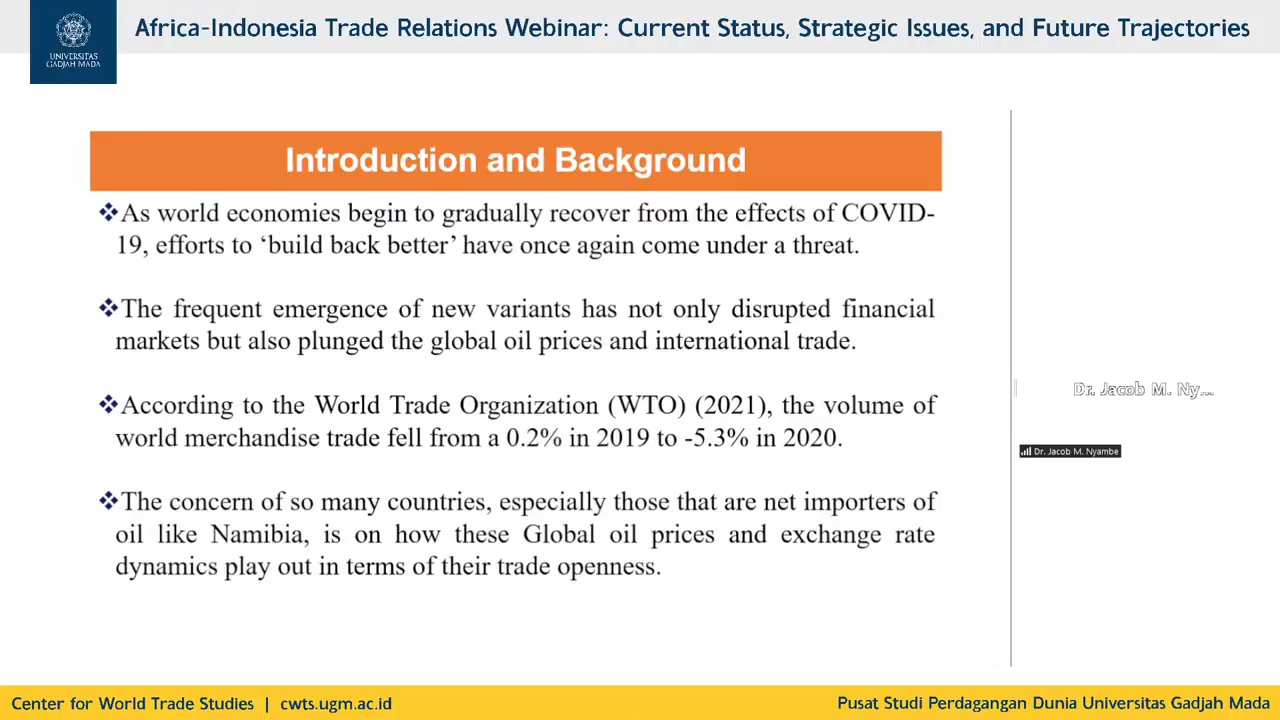 Africa-Indonesia Trade Relations Webinar: Current Status, Strategic Issues, and Future Trajectories
UNIVERSITAS
GADJAH MADA
Introduction and Background
❖As world economies begin to gradually recover from the effects of COVID-
19, efforts to ‘build back better’ have once again come under a threat.
❖The frequent emergence of new variants has not only disrupted financial
markets but also plunged the global oil prices and international trade.
❖According to the World Trade Organization (WTO) (2021), the volume of
world merchandise trade fell from a 0.2% in 2019 to -5.3% in 2020.
❖The concern of so many countries, especially those that are net importers of
oil like Namibia, is on how these Global oil prices and exchange rate
dynamics play out in terms of their trade openness.
Dr. Jacob M. Ny...
Dr. Jacob M. Nyambe
Center for World Trade Studies | cwts.ugm.ac.id
Pusat Studi Perdagangan Dunia Universitas Gadjah Mada